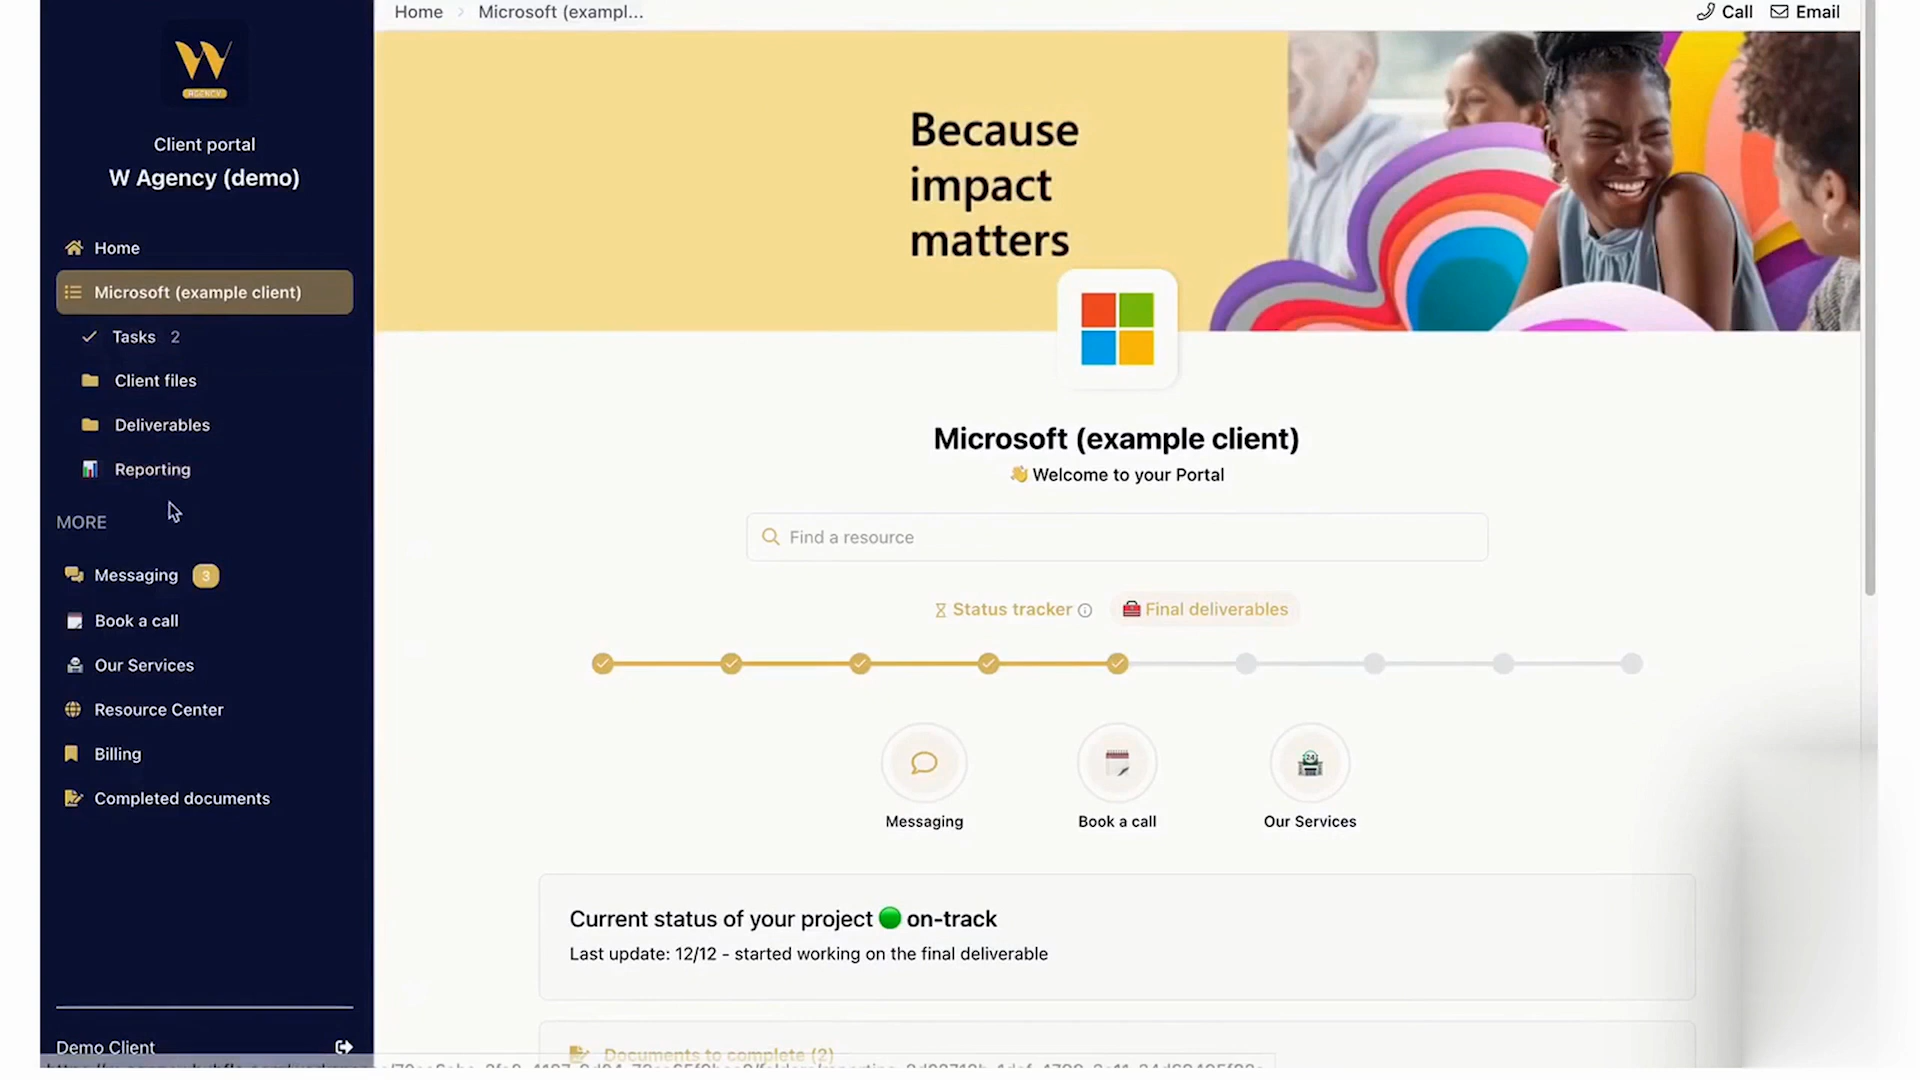 Home
Microsoft (exampl...
Call
Email
W
AGENCY
Client portal
W Agency (demo)
Home
Microsoft (example client)
Tasks 2
Client files
Deliverables
Reporting
MORE
Messaging 3
Book a call
Our Services
Resource Center
Billing
Completed documents
Demo Client
Because
impact
matters
Microsoft (example client)
👋 Welcome to your Portal
Find a resource
Status tracker
Final deliverables
24
Messaging
Book a call
Our Services
Current status of your project 🟢 on-track
Last update: 12/12 - started working on the final deliverable
Documents to complete (2)